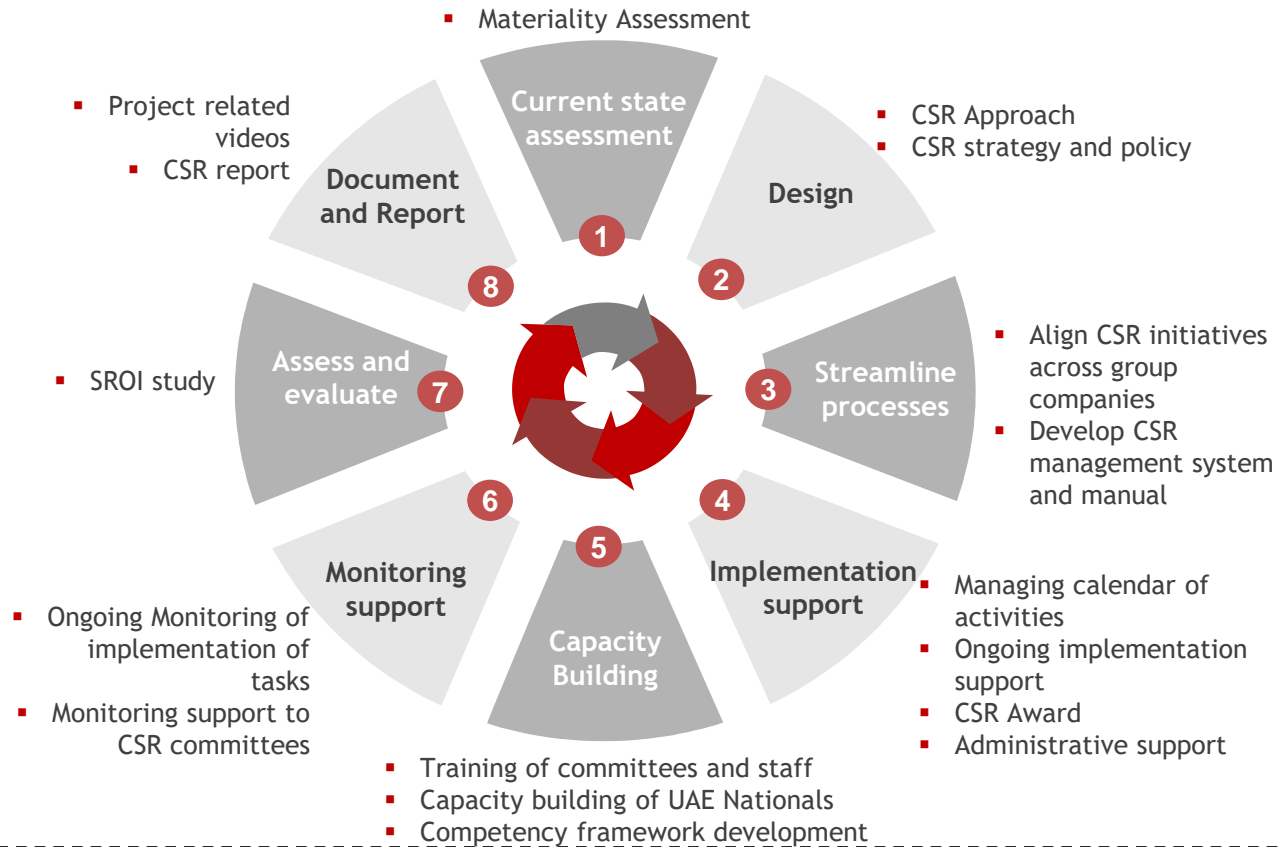 ▪ Materiality Assessment
Current state
assessment
1
Design
2
▪ CSR Approach
▪ CSR strategy and policy
Streamline
processes
3
▪ Align CSR initiatives
across group
companies
▪ Develop CSR
management system
and manual
Implementation
support
4
▪ Managing calendar of
activities
▪ Ongoing implementation
support
▪ CSR Award
▪ Administrative support
5
Capacity
Building
▪ Training of committees and staff
▪ Capacity building of UAE Nationals
▪ Competency framework development
6
Monitoring
support
▪ Ongoing Monitoring of
implementation of
tasks
▪ Monitoring support to
CSR committees
Assess and
evaluate
7
▪ SROI study
Document
and Report
8
▪ Project related
videos
▪ CSR report